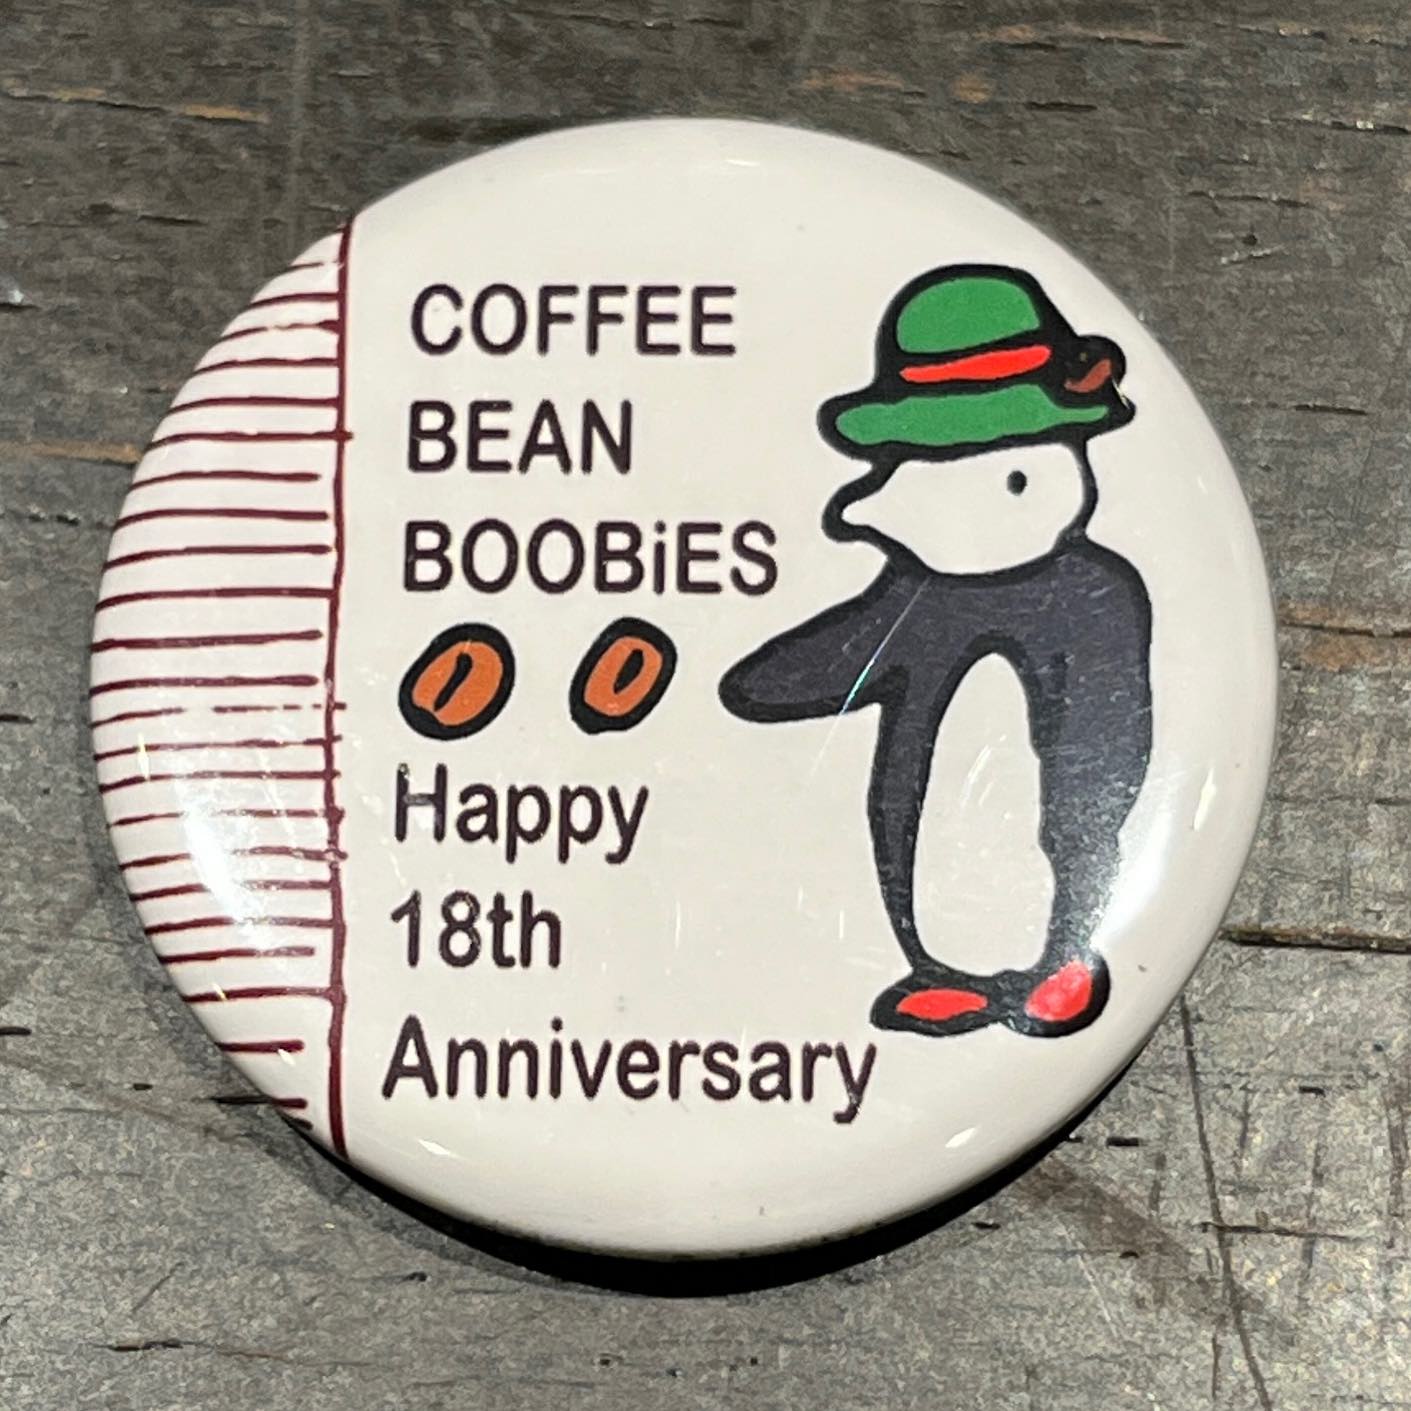 COFFEE
BEAN
BOOBiES
Happy
18th
Anniversary